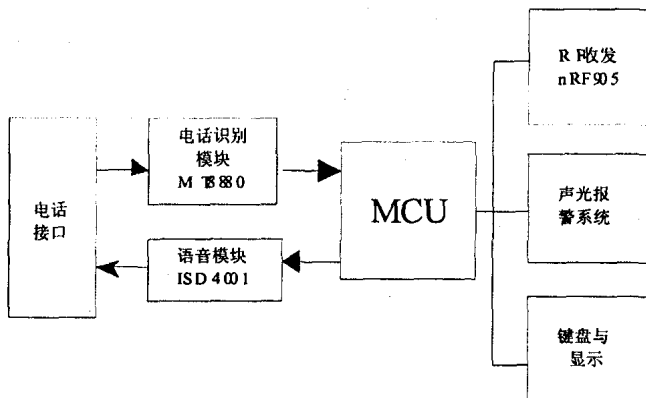 电话
接口
电话识别
模块
MT8880
语音模块
ISD4001
MCU
RF收发
nRF905
声光报
警系统
键盘与
显示